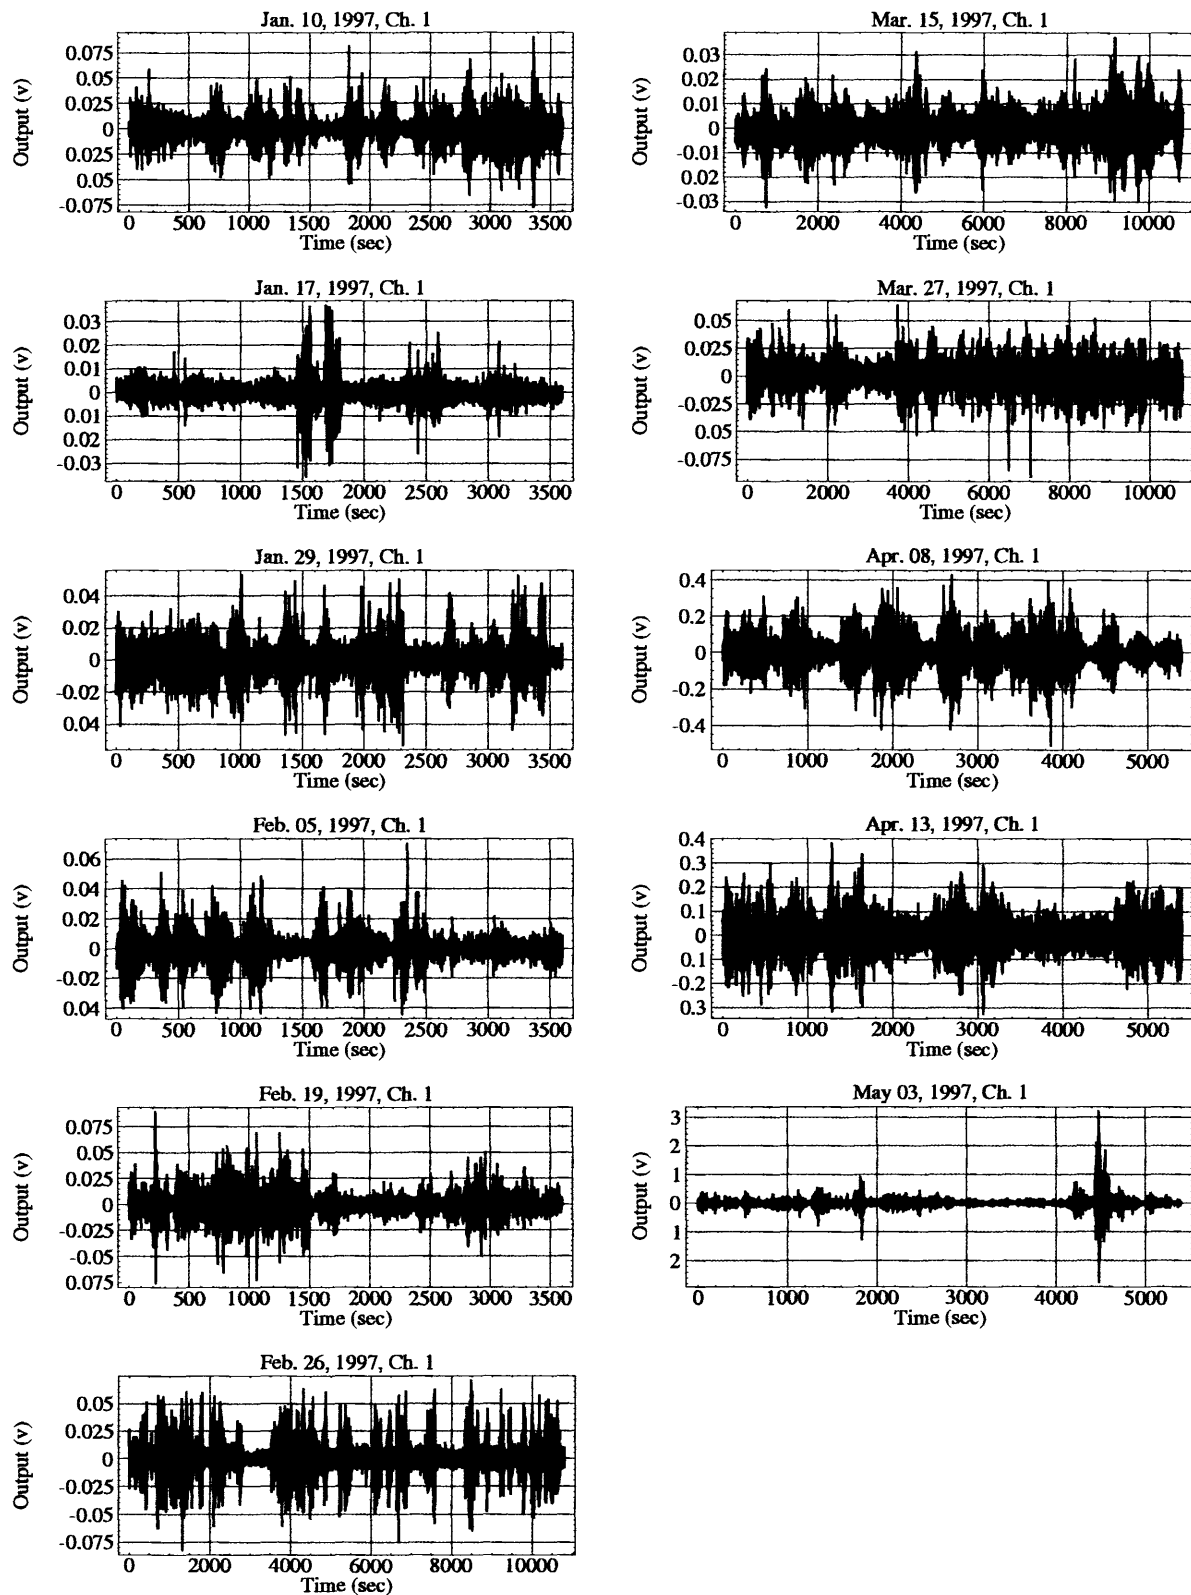 Jan. 10, 1997, Ch. 1
Output (v)
0.075
0.05
0.025
0
0.025
0.05
-0.075
0 500 1000 1500 2000 2500 3000 3500
Time (sec)
Jan. 17, 1997, Ch. 1
Output (v)
0.03
0.02
0.01
0
0.01
0.02
-0.03
0 500 1000 1500 2000 2500 3000 3500
Time (sec)
Jan. 29, 1997, Ch. 1
Output (v)
0.04
0.02
0
-0.02
0.04
0 500 1000 1500 2000 2500 3000 3500
Time (sec)
Feb. 05, 1997, Ch. 1
Output (v)
0.06
0.04
0.02
0
-0.02
0.04
0 500 1000 1500 2000 2500 3000 3500
Time (sec)
Feb. 19, 1997, Ch. 1
Output (v)
0.075
0.05
0.025
0
-0.025
-0.05
0.075
0 500 1000 1500 2000 2500 3000 3500
Time (sec)
Feb. 26, 1997, Ch. 1
Output (v)
0.05
0.025
0
-0.025
-0.05
-0.075
0 2000 4000 6000 8000 10000
Time (sec)
Mar. 15, 1997, Ch. 1
Output (v)
0.03
0.02
0.01
0
-0.01
0.02
-0.03
0 2000 4000 6000 8000 10000
Time (sec)
Mar. 27, 1997, Ch. 1
Output (v)
0.05
0.025
0
-0.025
0.05
-0.075
0 2000 4000 6000 8000 10000
Time (sec)
Apr. 08, 1997, Ch. 1
Output (v)
0.4
0.2
0
-0.2
-0.4
0 1000 2000 3000 4000 5000
Time (sec)
Apr. 13, 1997, Ch. 1
Output (v)
0.4
0.3
0.2
0.1
0
0.1
-0.2
0.3
0 1000 2000 3000 4000 5000
Time (sec)
May 03, 1997, Ch. 1
Output (v)
3
2
1
0
1
2
0 1000 2000 3000 4000 5000
Time (sec)